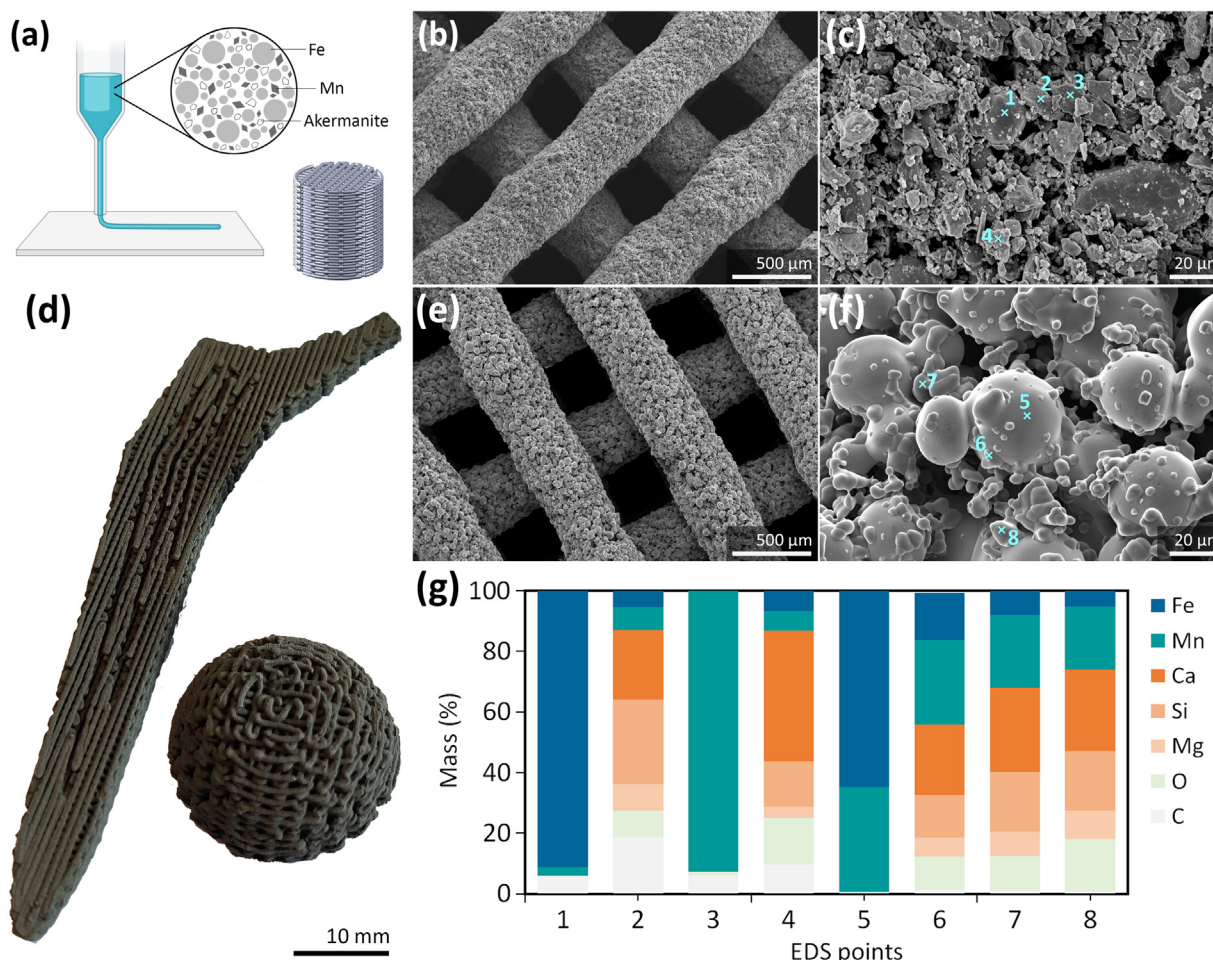 (a)
Fe
Mn
Akermanite
(b)
500 µm
(c)
1
2
3
4
20 µm
(d)
10 mm
(e)
500 µm
(f)
7
5
6
8
20 µm
(g)
100
80
60
40
20
0
Mass (%)
1 2 3 4 5 6 7 8
EDS points
Fe
Mn
Ca
Si
Mg
O
C